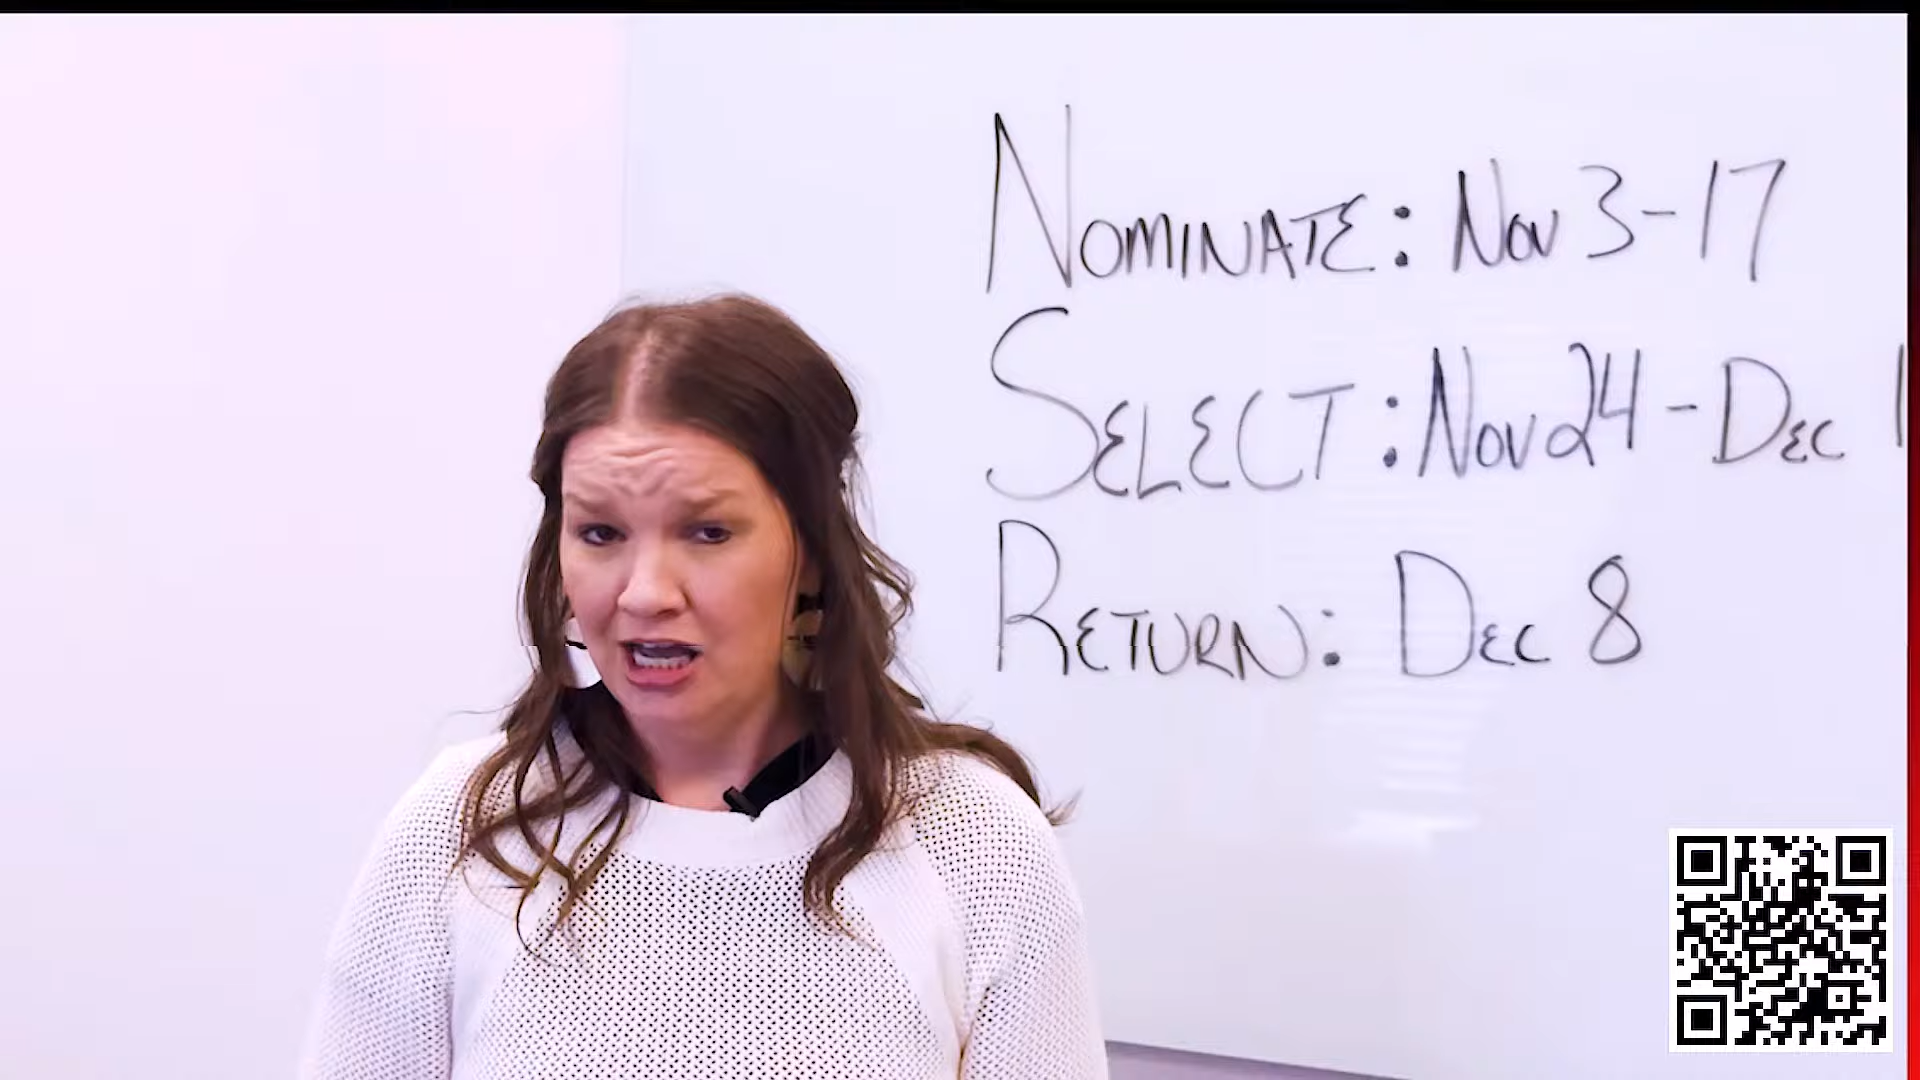 NOMINATE: NOV 3-17
SELECT: NOV 24 - DEC 1
RETURN: DEC 8